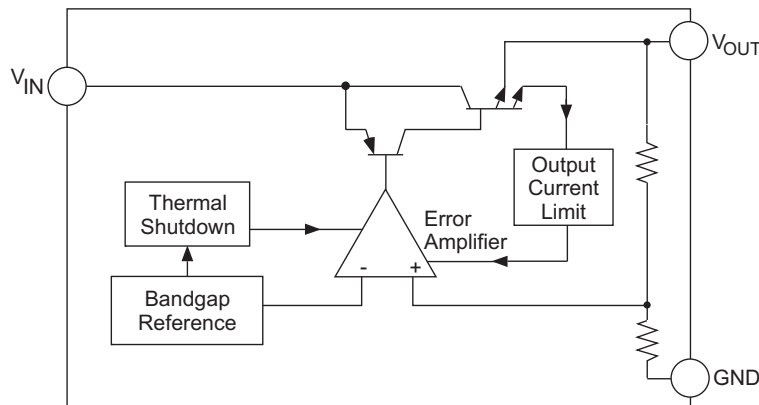 VIN
VOUT
Output
Current
Limit
Thermal
Shutdown
Error
Amplifier
- +
Bandgap
Reference
GND